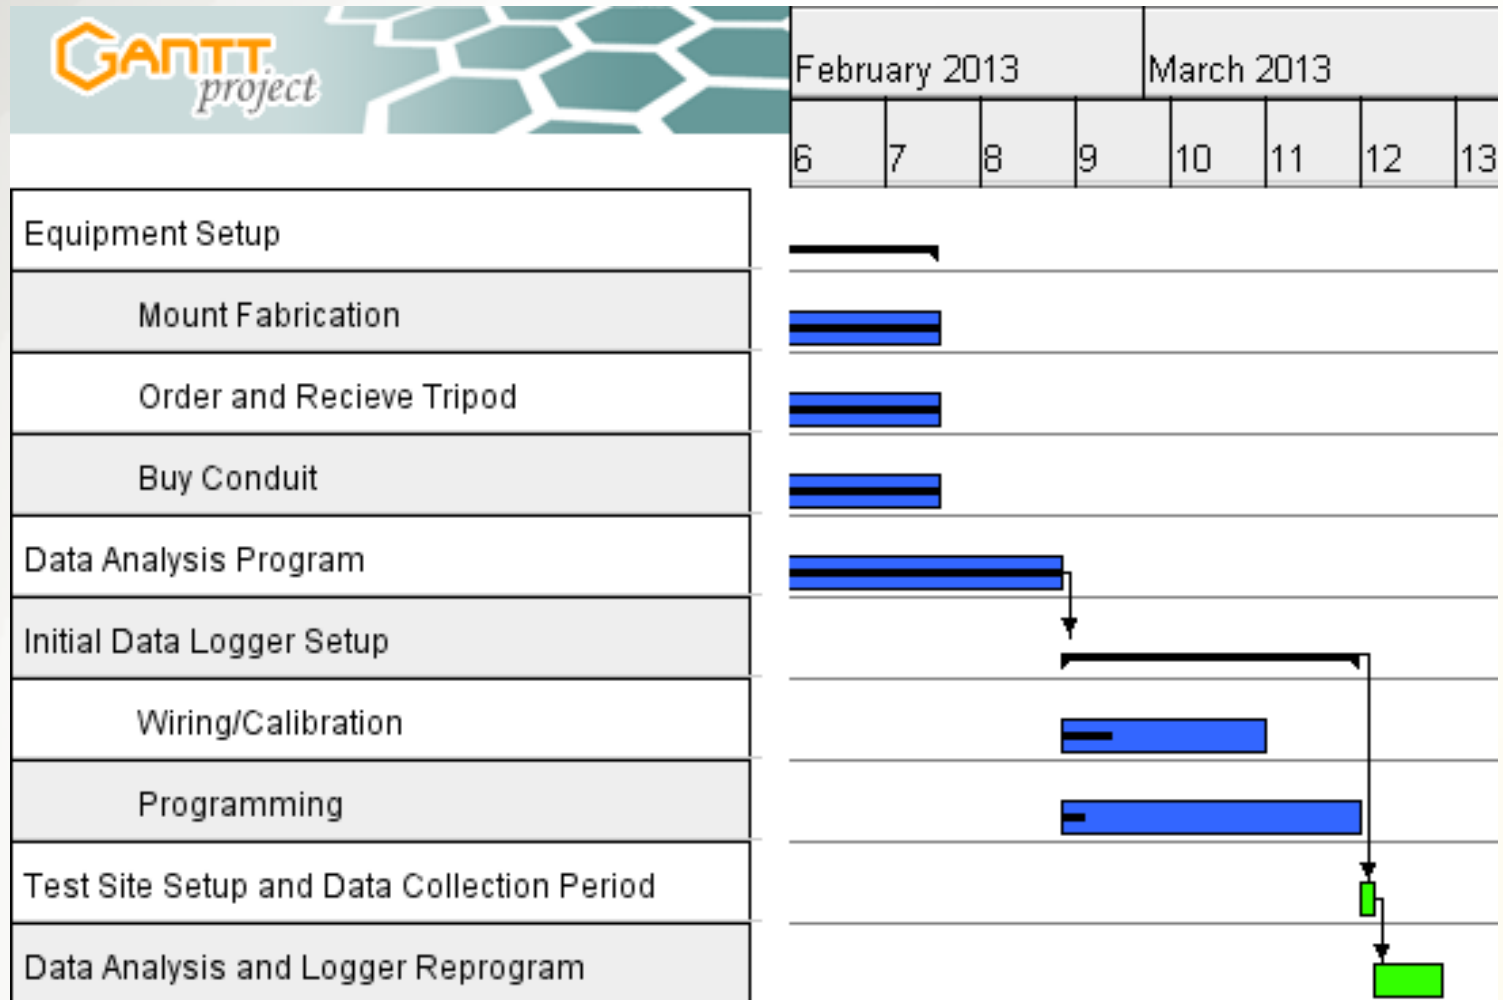 GANTT
project
February 2013 March 2013
6 7 8 9 10 11 12 13
Equipment Setup
Mount Fabrication
Order and Recieve Tripod
Buy Conduit
Data Analysis Program
Initial Data Logger Setup
Wiring/Calibration
Programming
Test Site Setup and Data Collection Period
Data Analysis and Logger Reprogram